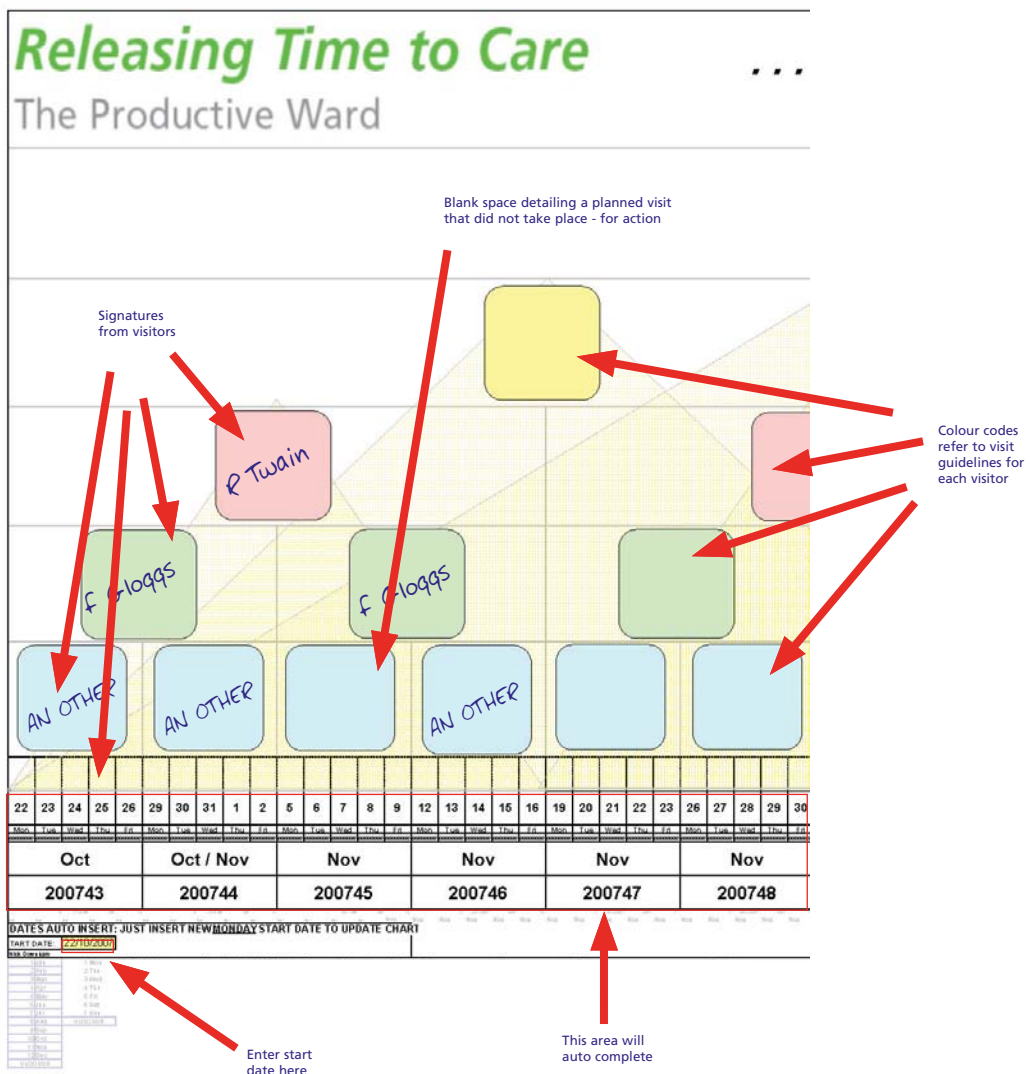 Releasing Time to Care ...
The Productive Ward
Blank space detailing a planned visit
that did not take place - for action
Signatures
from visitors
Colour codes
refer to visit
guidelines for
each visitor
R Twain
F Gloggs
F Gloggs
AN OTHER
AN OTHER
AN OTHER
22 23 24 25 26 29 30 31 1 2 5 6 7 8 9 12 13 14 15 16 19 20 21 22 23 26 27 28 29 30
Mon Tue Wed Thu Fri Mon Tue Wed Thu Fri Mon Tue Wed Thu Fri Mon Tue Wed Thu Fri Mon Tue Wed Thu Fri Mon Tue Wed Thu Fri
Oct Oct / Nov Nov Nov Nov Nov
200743 200744 200745 200746 200747 200748
DATES AUTO INSERT: JUST INSERT NEW MONDAY START DATE TO UPDATE CHART
TART DATE: 22/10/2007
Enter start
date here
This area will
auto complete